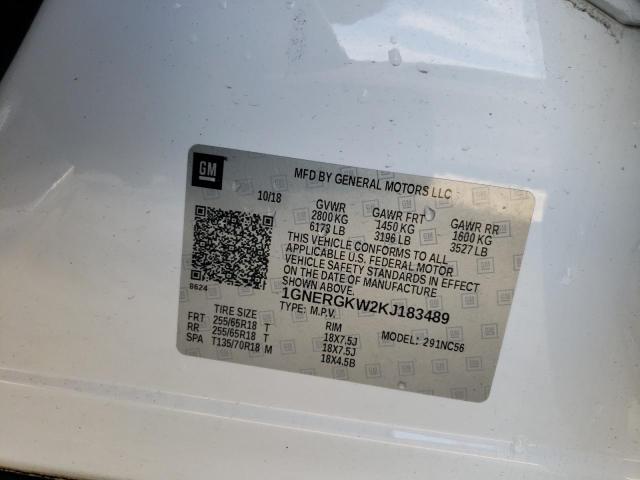 GM
MFD BY GENERAL MOTORS LLC
10/18
GVWR GAWR FRT GAWR RR
2800 KG 1450 KG 1600 KG
6173 LB 3196 LB 3527 LB
THIS VEHICLE CONFORMS TO ALL
APPLICABLE U.S. FEDERAL MOTOR
VEHICLE SAFETY STANDARDS IN EFFECT
ON THE DATE OF MANUFACTURE
SHOWN ABOVE.
8624
1GNERGKW2KJ183489
TYPE: M.P.V. MODEL: 291NC56
TIRE SIZE RIM
FRT 255/65R18 T 18X7.5J
RR 255/65R18 T 18X7.5J
SPA T135/70R18 M 18X4.5B